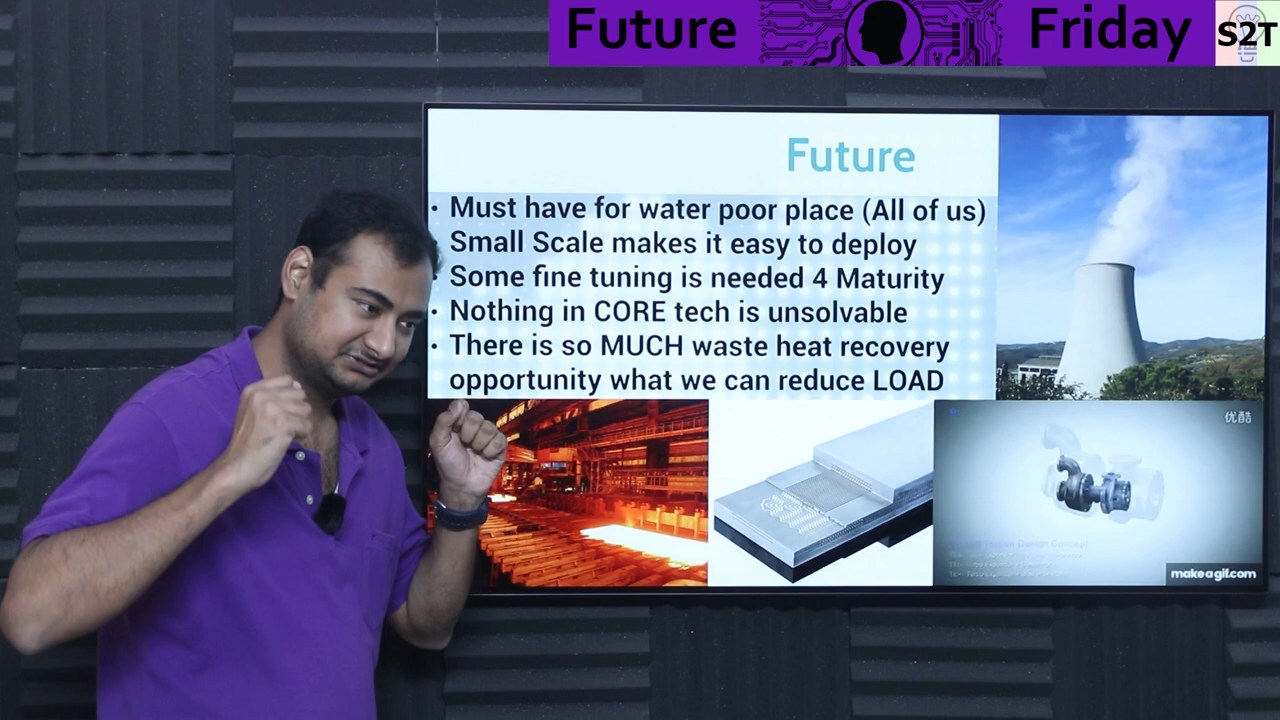 Future Friday S2T
Future
• Must have for water poor place (All of us)
Small Scale makes it easy to deploy
• Some fine tuning is needed 4 Maturity
• Nothing in CORE tech is unsolvable
• There is so MUCH waste heat recovery
opportunity what we can reduce LOAD
优酷
makeagif.com